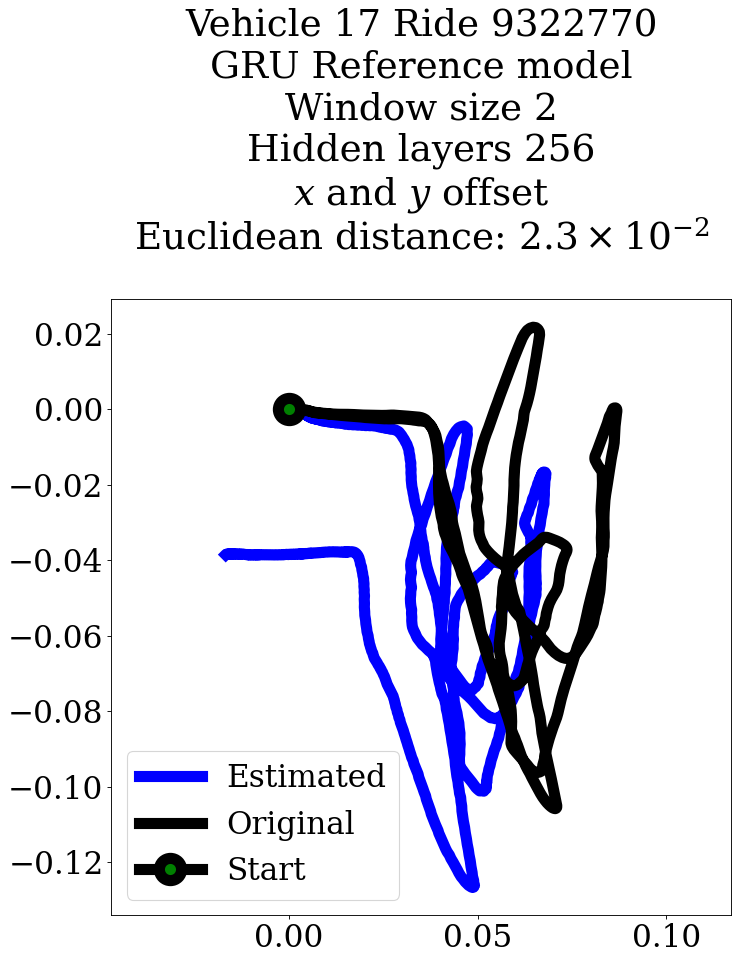 Vehicle 17 Ride 9322770
GRU Reference model
Window size 2
Hidden layers 256
x and y offset
Euclidean distance: 2.3 × 10⁻²
0.02
0.00
−0.02
−0.04
−0.06
−0.08
−0.10
−0.12
Estimated
Original
Start
0.00 0.05 0.10